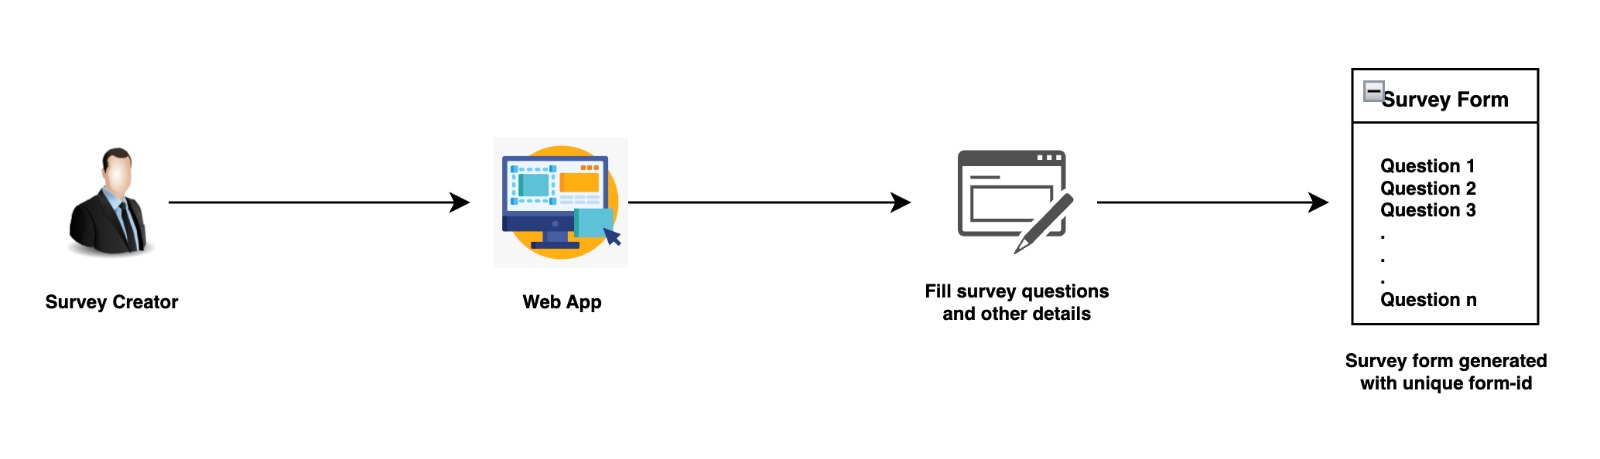 Survey Creator
Web App
Fill survey questions
and other details
Survey Form
Question 1
Question 2
Question 3
.
.
.
Question n
Survey form generated
with unique form-id